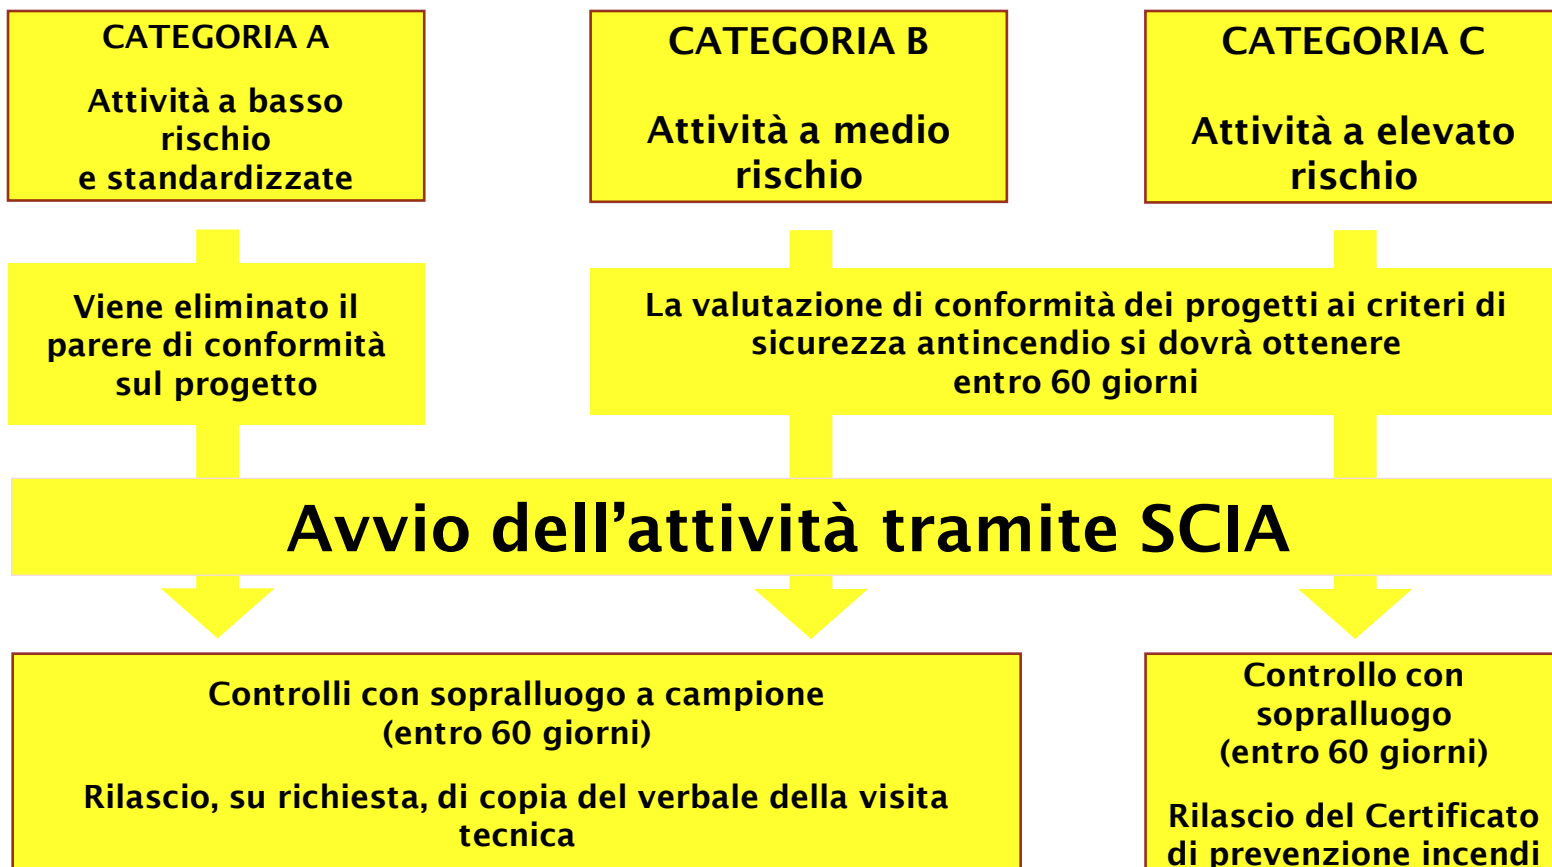 CATEGORIA A
Attività a basso
rischio
e standardizzate
CATEGORIA B
Attività a medio
rischio
CATEGORIA C
Attività a elevato
rischio
Viene eliminato il
parere di conformità
sul progetto
La valutazione di conformità dei progetti ai criteri di
sicurezza antincendio si dovrà ottenere
entro 60 giorni
Avvio dell’attività tramite SCIA
Controlli con sopralluogo a campione
(entro 60 giorni)
Rilascio, su richiesta, di copia del verbale della visita
tecnica
Controllo con
sopralluogo
(entro 60 giorni)
Rilascio del Certificato
di prevenzione incendi